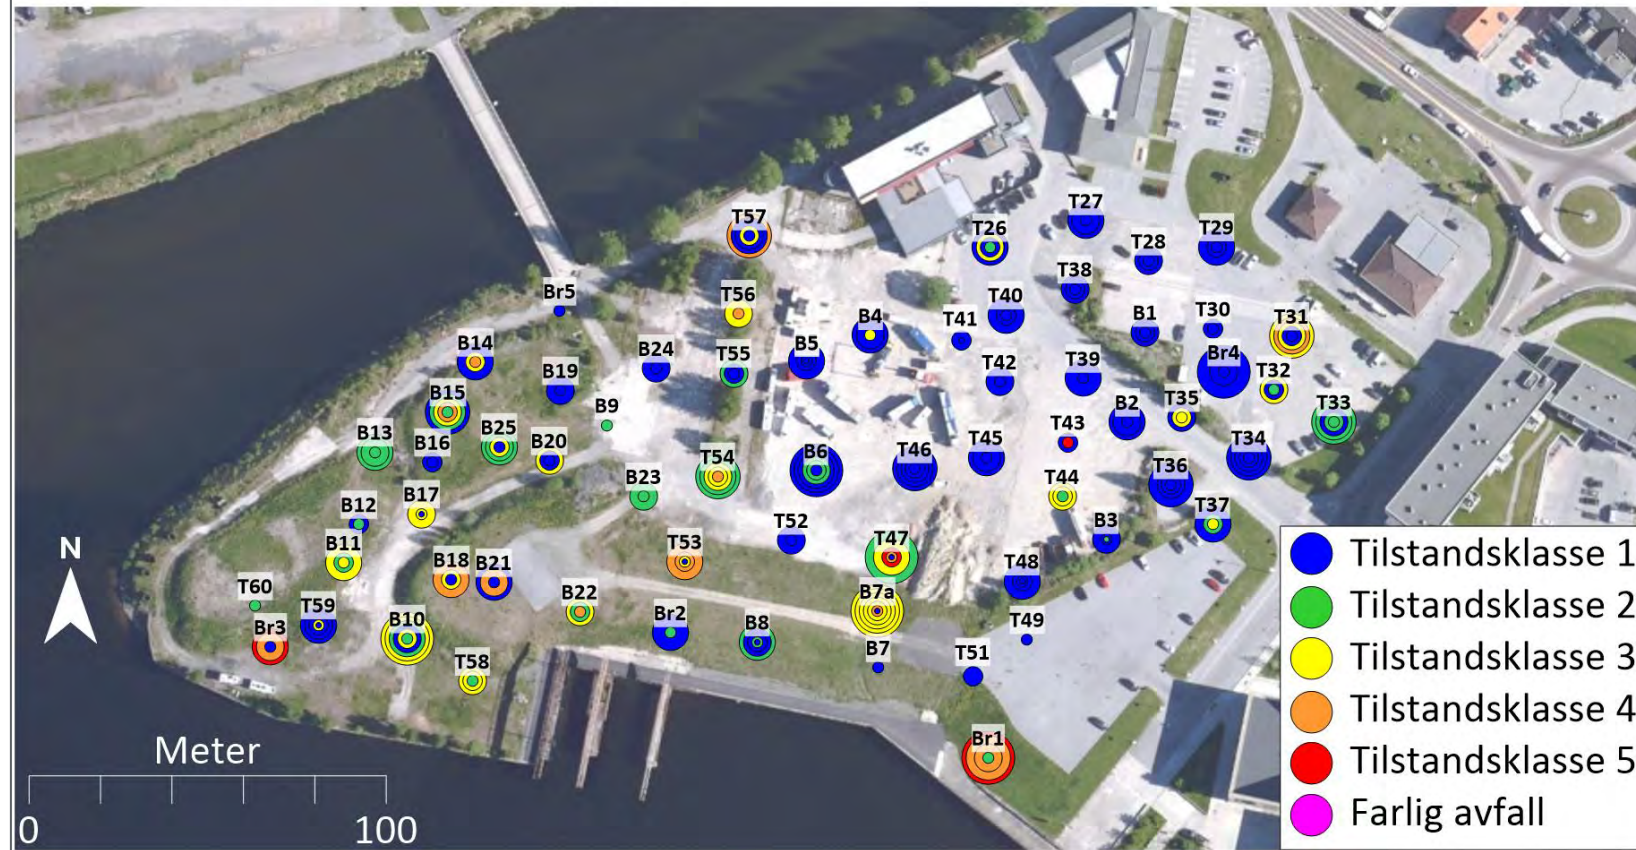 T57
T27
T26
T28
T29
T38
Br5
T56
T40
B4
T41
B1
T30
T31
B14
B24
B5
T55
T42
T39
Br4
B19
T32
B15
B9
T35
B2
T33
B13
B16
B25
B20
T43
T54
B6
T46
T45
T34
T36
B23
T44
B17
B12
T37
B3
B11
T52
T47
T53
B18
B21
T48
T60
T59
B22
B7a
Br3
B10
Br2
B8
T49
T58
B7
T51
Br1
N
Meter
0
100
Tilstandsklasse 1
Tilstandsklasse 2
Tilstandsklasse 3
Tilstandsklasse 4
Tilstandsklasse 5
Farlig avfall